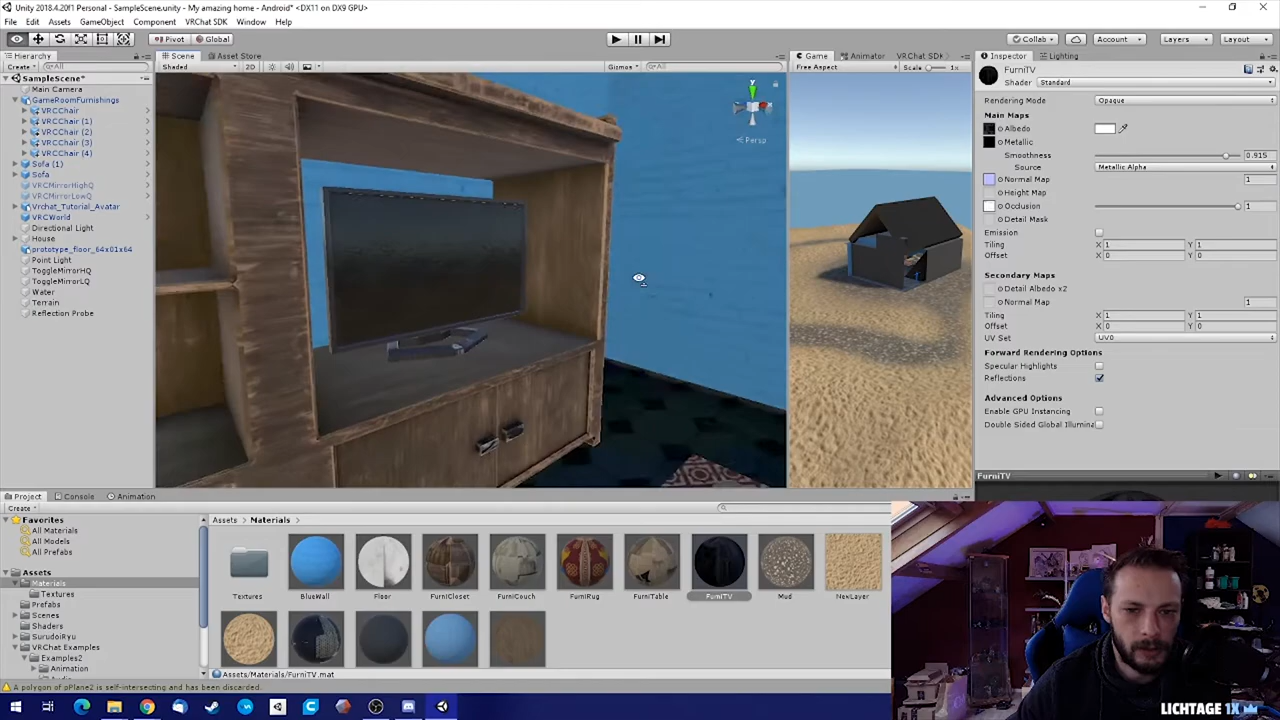 Unity 2018.4.20f1 Personal - SampleScene.unity - My amazing home - Android* <DX11 on DX9 GPU>
File Edit Assets GameObject Component VRChat SDK Window Help
Pivot Global Collab Account Layers Layout
Hierarchy Scene Asset Store Game Animator VRChat SDK Inspector Lighting
Create All Shaded 2D Gizmos All Free Aspect Scale 1x FurniTV
SampleScene* Shader Standard
Main Camera
GameRoomFurnishings Rendering Mode Opaque
VRCChair Main Maps
VRCChair (1)
VRCChair (2) Albedo
VRCChair (3) Persp Metallic
VRCChair (4) Smoothness 0.915
Sofa (1) Source Metallic Alpha
Sofa Normal Map 1
VRCMirrorHighQ Height Map
VRCMirrorLowQ
Vrchat_Tutorial_Avatar Occlusion 1
VRCWorld Detail Mask
Directional Light Emission
House Tiling X 1 Y 1
prototype_floor_64x01x64 Offset X 0 Y 0
Point Light
ToggleMirrorHQ Secondary Maps
ToggleMirrorLQ Detail Albedo x2
Water Normal Map 1
Terrain Tiling X 1 Y 1
Reflection Probe Offset X 0 Y 0
UV Set UV0
Forward Rendering Options
Specular Highlights
Reflections
Advanced Options
Enable GPU Instancing
Double Sided Global Illumina
FurniTV
Project Console Animation
Create
Favorites Assets Materials
All Materials
All Models
All Prefabs
Assets
Materials
Textures Textures BlueWall Floor FurniCloset FurniCouch FurniRug FurniTable FurniTV Mud NewLayer
Prefabs
Scenes
Shaders
SurudoiRyu
VRChat Examples
Examples2
Animation
Assets/Materials/FurniTV.mat
A polygon of pPlane2 is self-intersecting and has been discarded.
LICHTAGE 1X